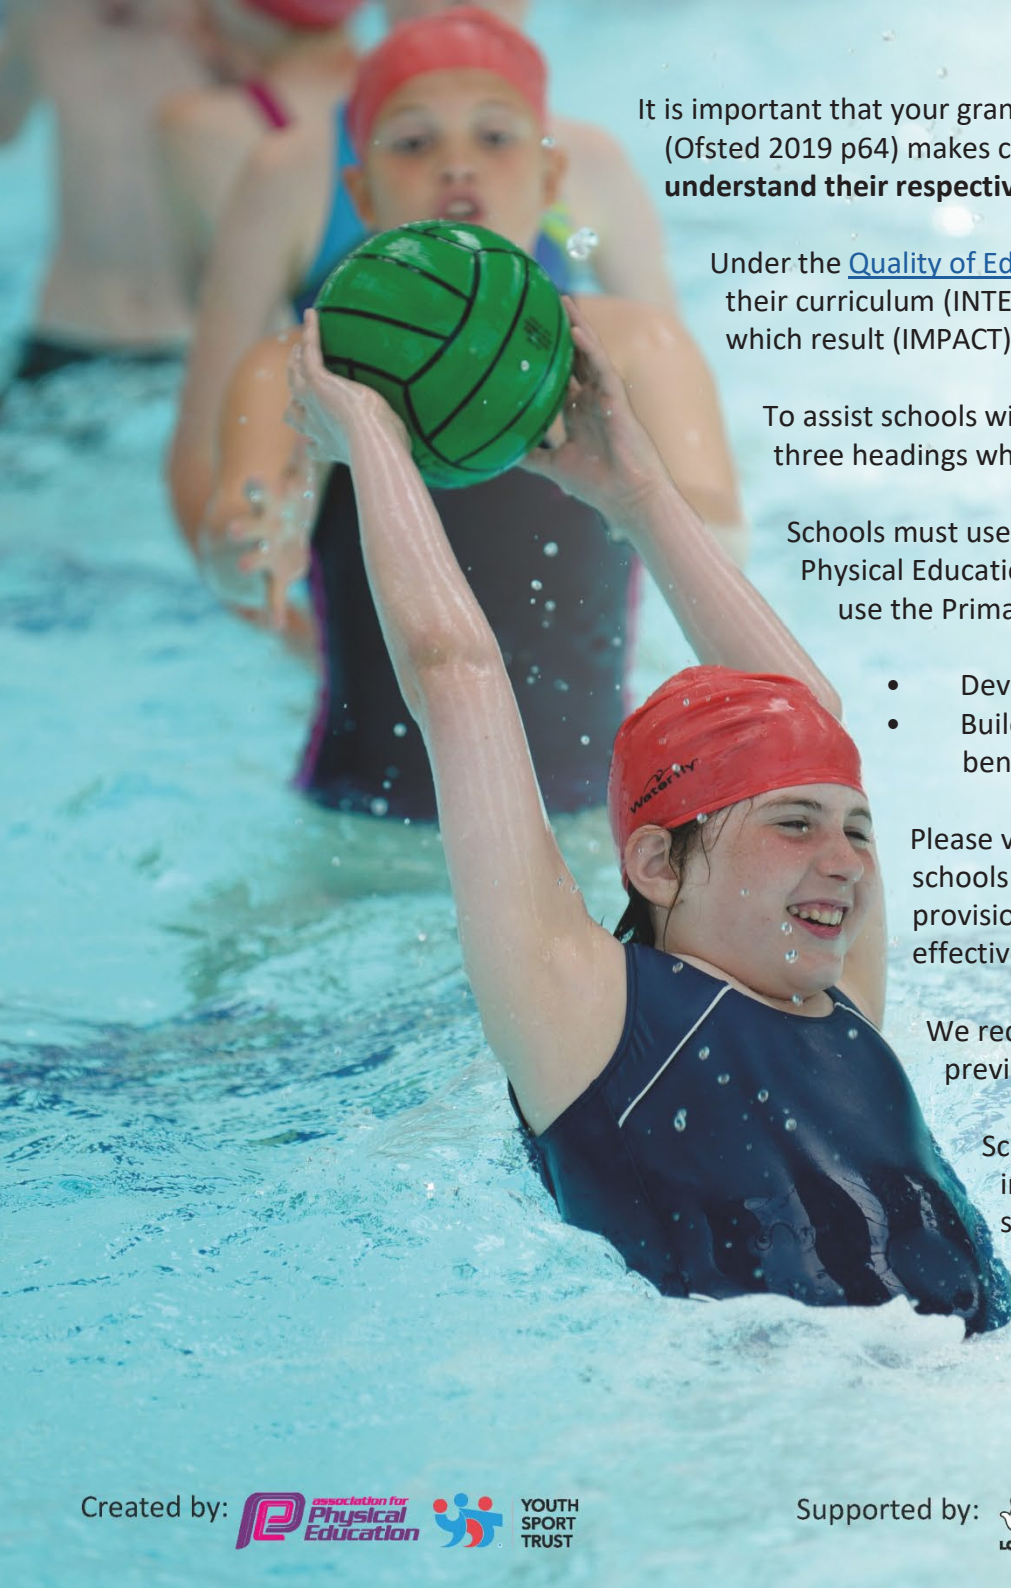 It is important that your gran
(Ofsted 2019 p64) makes c
understand their respectiv
Under the Quality of Ed
their curriculum (INTE
which result (IMPACT)
To assist schools wi
three headings wh
Schools must use
Physical Educatio
use the Prima
• Dev
• Buil
ben
Please v
schools
provisio
effectiv
We rec
previ
Sc
in
s
waterfly
Created by:
association for
Physical
Education
YOUTH
SPORT
TRUST
Supported by:
LO